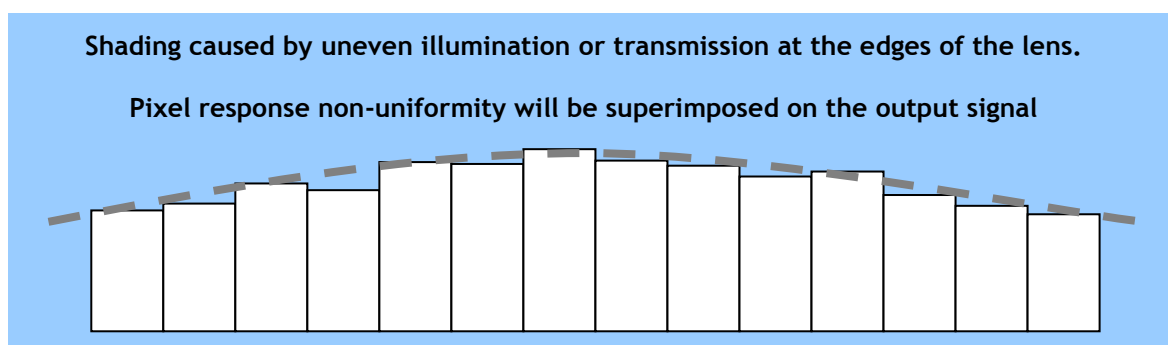 Shading caused by uneven illumination or transmission at the edges of the lens.
Pixel response non-uniformity will be superimposed on the output signal